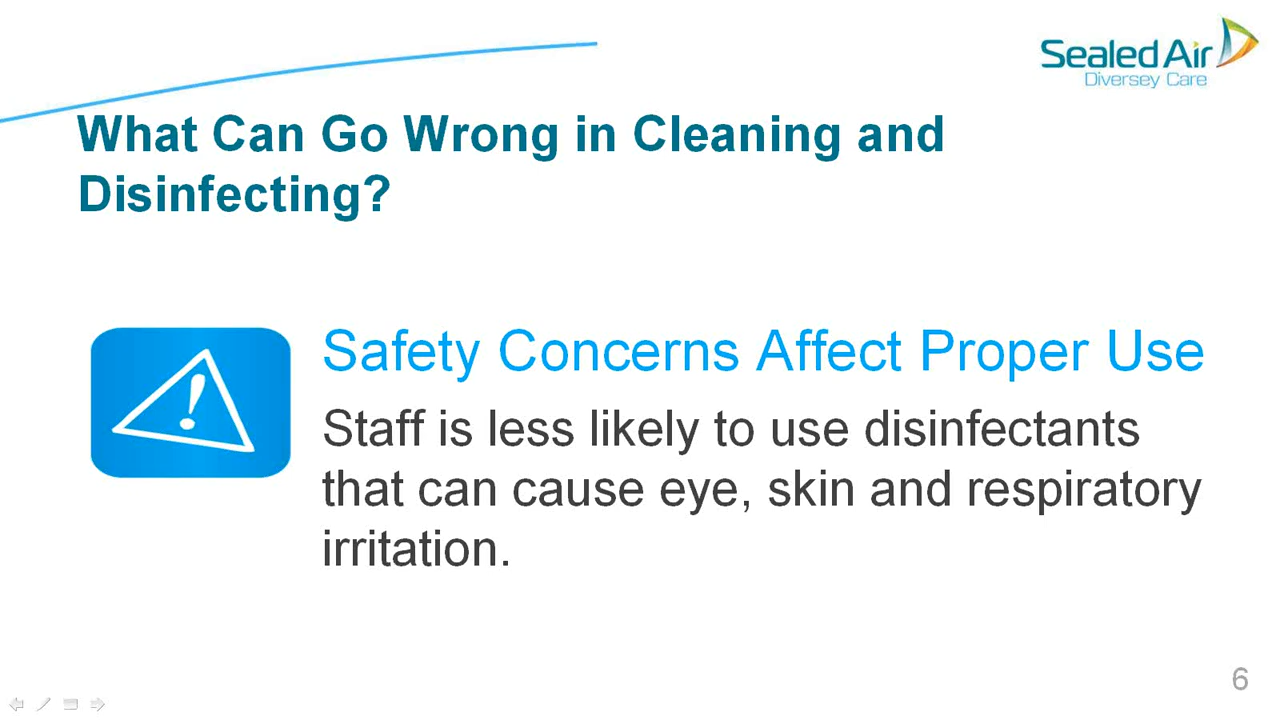 Sealed Air
Diversey Care
What Can Go Wrong in Cleaning and
Disinfecting?
Safety Concerns Affect Proper Use
Staff is less likely to use disinfectants
that can cause eye, skin and respiratory
irritation.
6